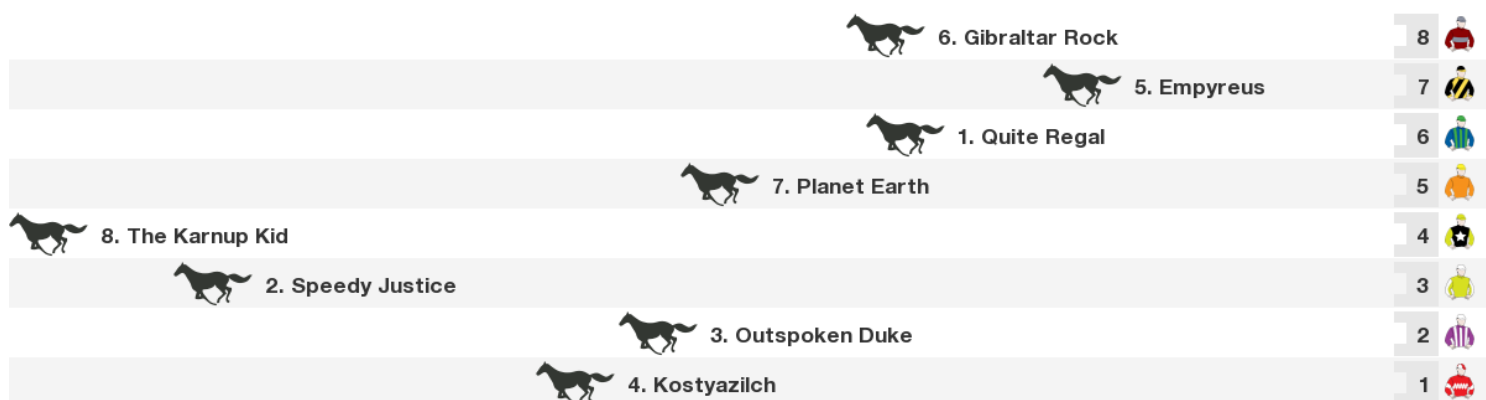 6. Gibraltar Rock 8
5. Empyreus 7
1. Quite Regal 6
7. Planet Earth 5
8. The Karnup Kid 4
2. Speedy Justice 3
3. Outspoken Duke 2
4. Kostyazilch 1